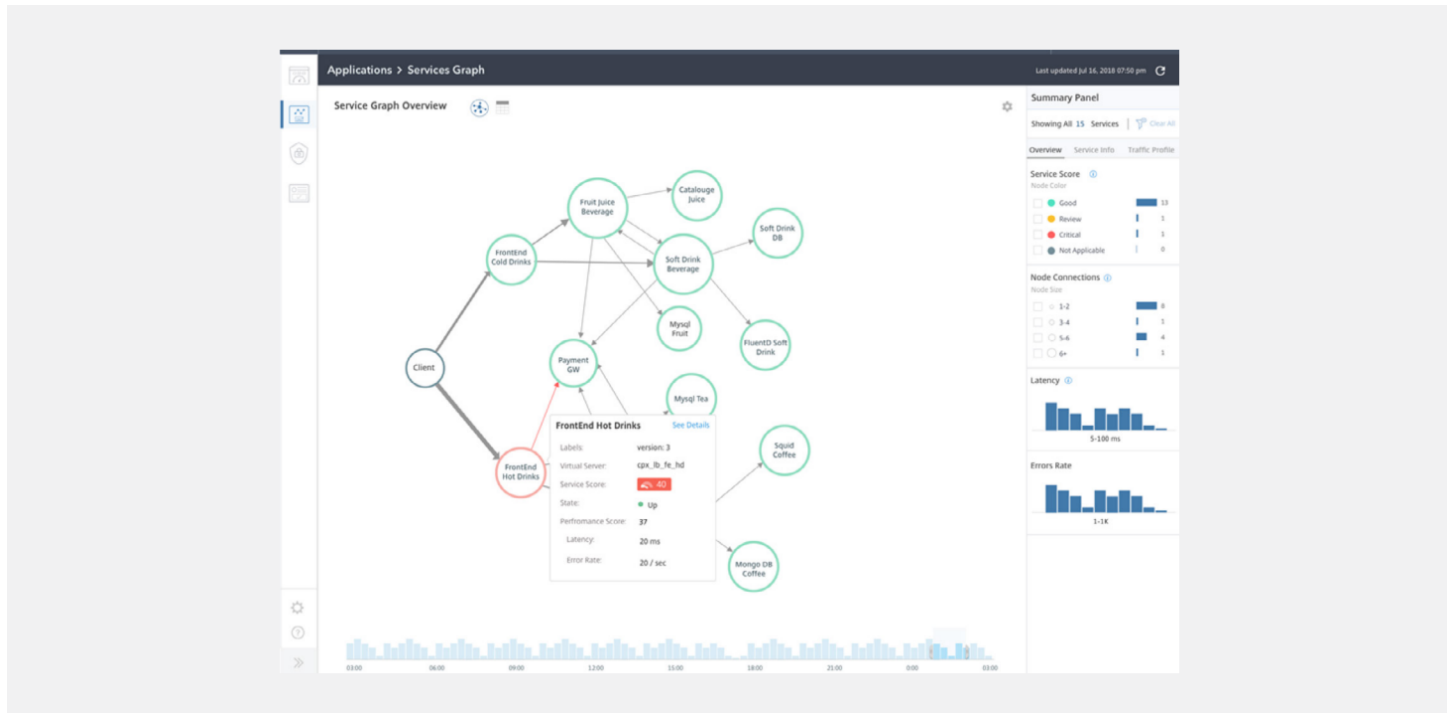 Applications > Services Graph
Last updated Jul 16, 2018 07:50 pm
Service Graph Overview
Summary Panel
Showing All 15 Services
Clear All
Overview Service Info Traffic Profile
Service Score
Node Color
Good 13
Review 1
Critical 1
Not Applicable 0
Node Connections
Node Size
1-2 8
3-4 1
5-6 4
6+ 1
Latency
5-100 ms
Errors Rate
1-1K
Catalouge
Juice
Fruit Juice
Beverage
Soft Drink
DB
FrontEnd
Cold Drinks
Soft Drink
Beverage
Mysql
Fruit
FluentD Soft
Drink
Client
Payment
GW
Mysql Tea
Squid
Coffee
FrontEnd
Hot Drinks
Mongo DB
Coffee
FrontEnd Hot Drinks See Details
Labels: version: 3
Virtual Server: cpx_lb_fe_hd
Service Score: 40
State: Up
Perfromance Score: 37
Latency: 20 ms
Error Rate: 20 / sec
03:00 06:00 09:00 12:00 15:00 18:00 21:00 0:00 03:00